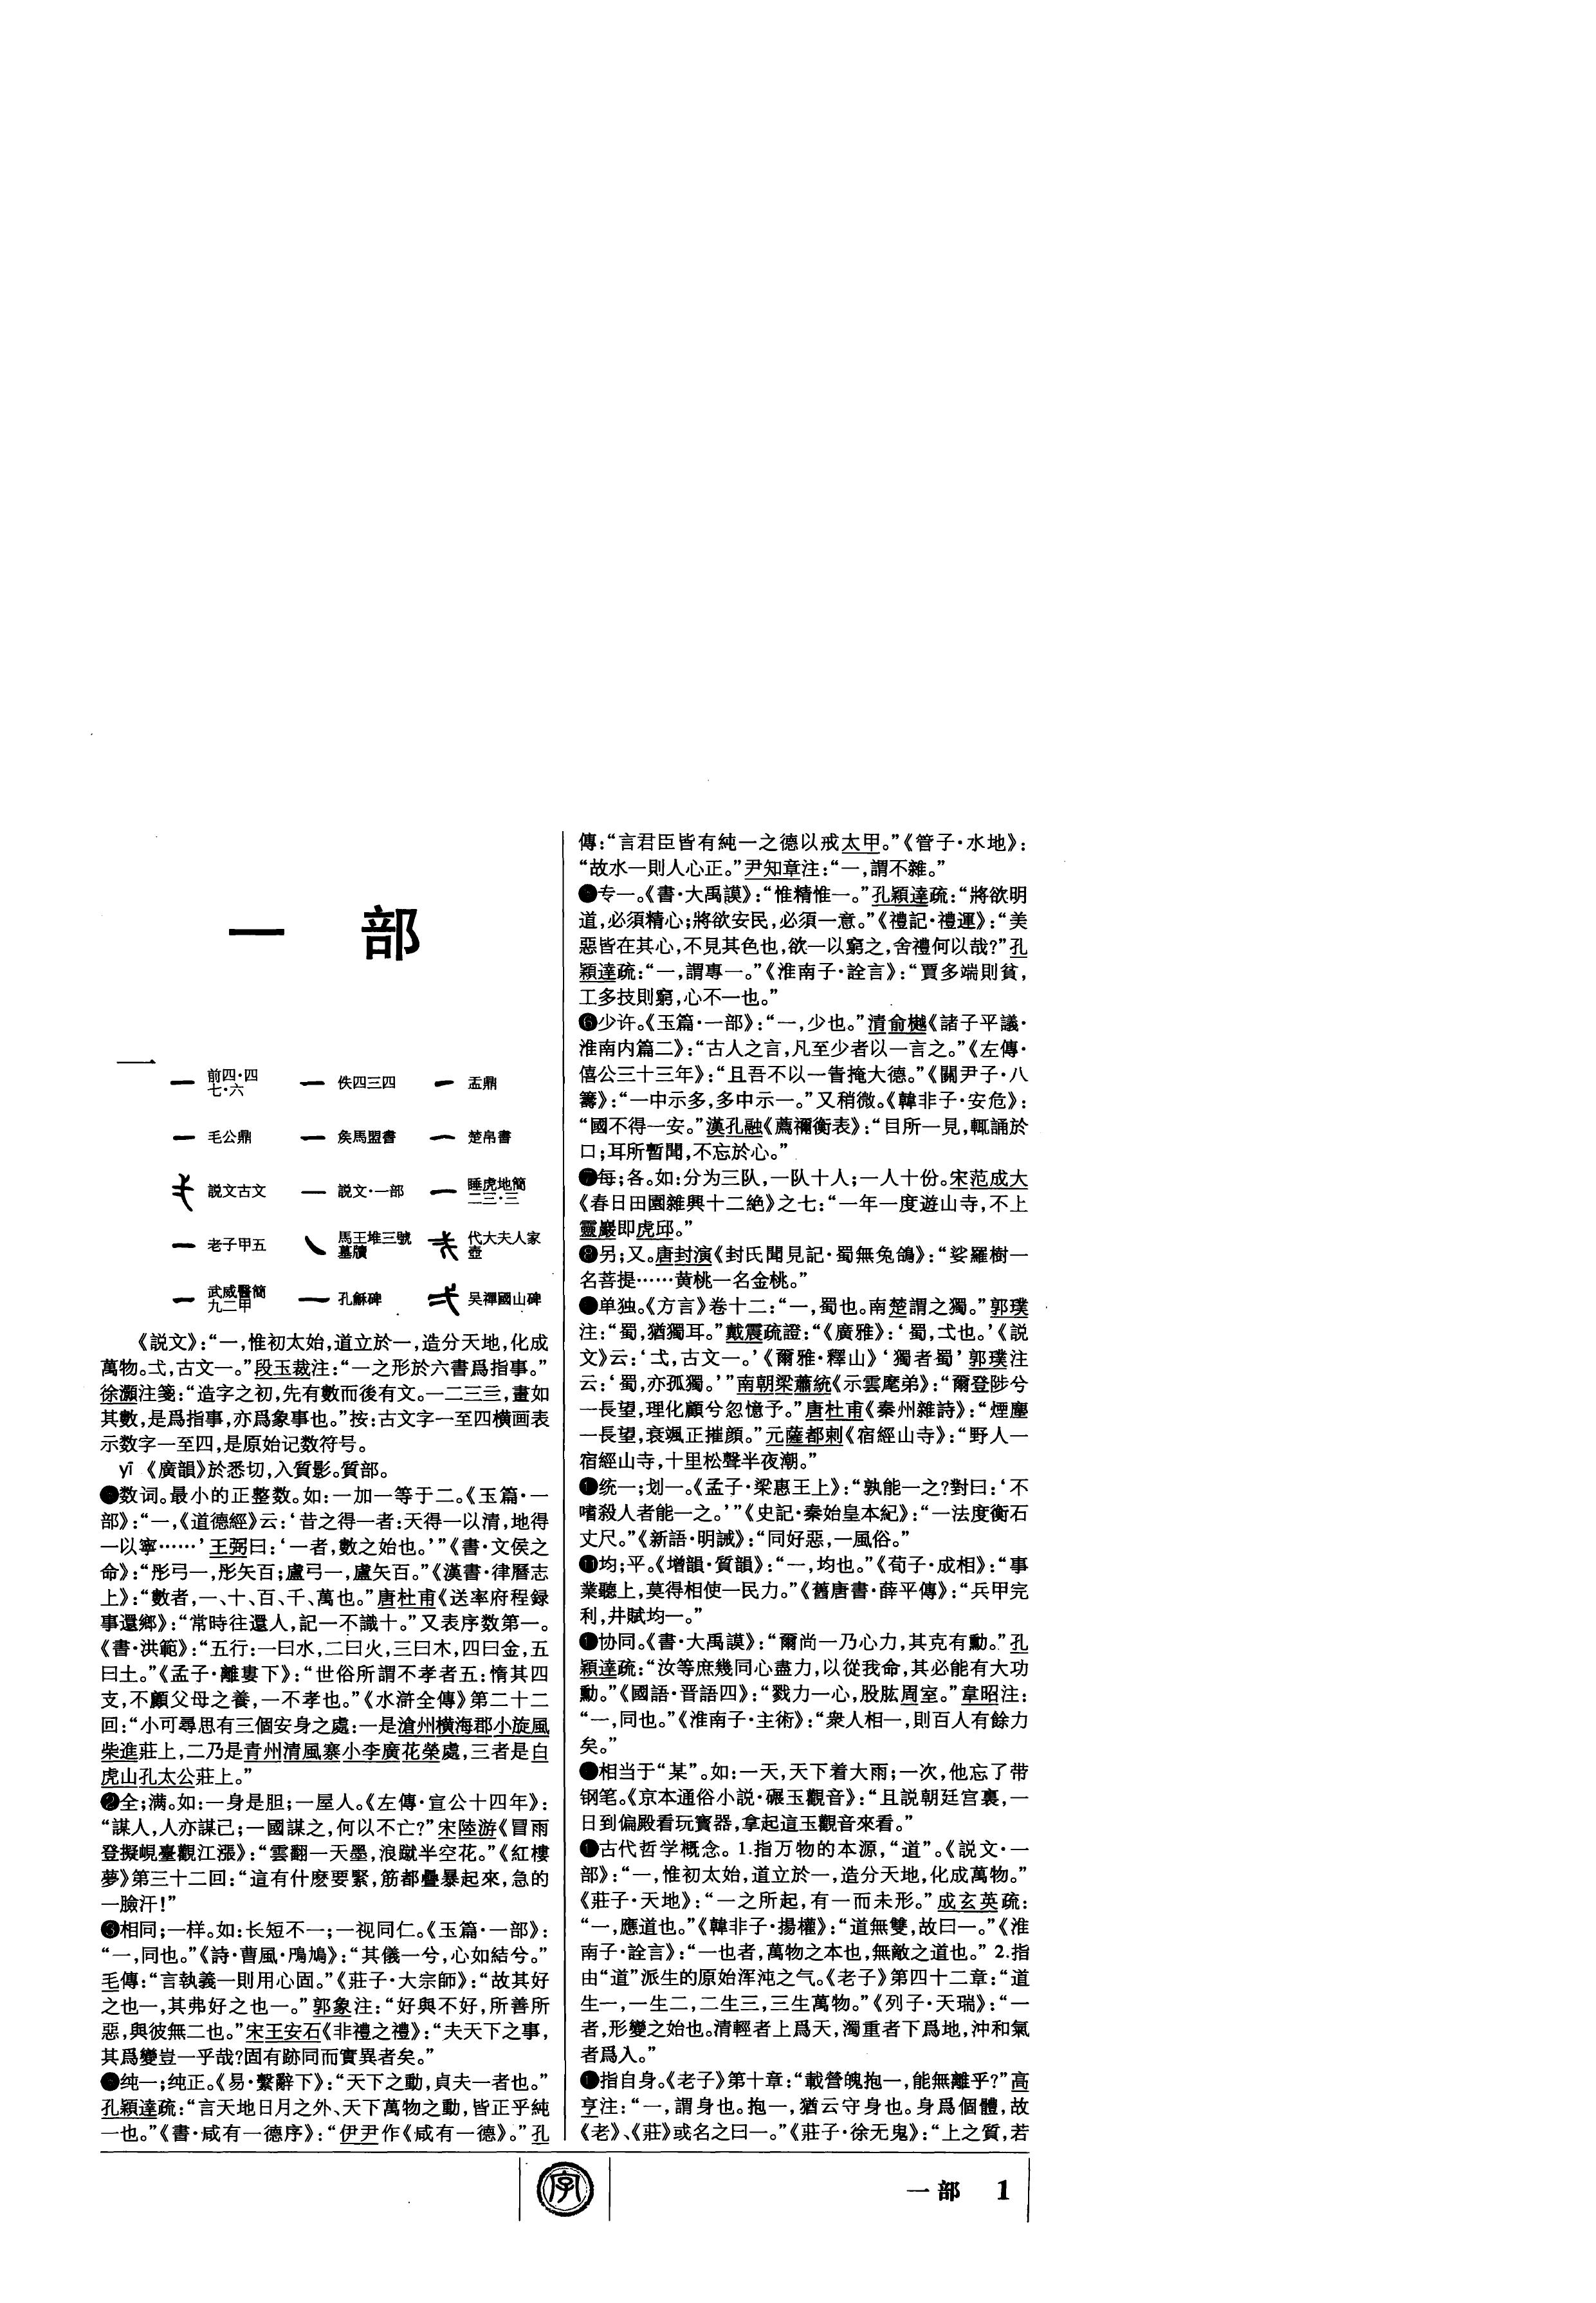 一 部
一
一 前四·四七·六 一 佚四三四 一 盂鼎
一 毛公鼎 一 侯馬盟書 一 楚帛書
弌 説文古文 一 説文·一部 一 睡虎地簡二三·三
一 老子甲五 馬王堆三號墓牘 代大夫人家壺
一 武威醫簡九二甲 一 孔龢碑 弍 吴禪國山碑
《説文》:“一,惟初太始,道立於一,造分天地,化成
萬物。弌,古文一。”段玉裁注:“一之形於六書爲指事。”
徐灝注箋:“造字之初,先有數而後有文。一二三亖,畫如
其數,是爲指事,亦爲象事也。”按:古文字一至四横画表
示数字一至四,是原始记数符号。
yī 《廣韻》於悉切,入質影。質部。
●数词。最小的正整数。如:一加一等于二。《玉篇·一
部》:“一,《道德經》云:‘昔之得一者:天得一以清,地得
一以寧……’王弼曰:‘一者,數之始也。’”《書·文侯之
命》:“彤弓一,彤矢百;盧弓一,盧矢百。”《漢書·律曆志
上》:“數者,一、十、百、千、萬也。”唐杜甫《送率府程録
事還鄉》:“常時往還人,記一不識十。”又表序数第一。
《書·洪範》:“五行:一曰水,二曰火,三曰木,四曰金,五
曰土。”《孟子·離婁下》:“世俗所謂不孝者五:惰其四
支,不顧父母之養,一不孝也。”《水滸全傳》第二十二
回:“小可尋思有三個安身之處:一是滄州横海郡小旋風
柴進莊上,二乃是青州清風寨小李廣花榮處,三者是白
虎山孔太公莊上。”
❷全;满。如:一身是胆;一屋人。《左傳·宣公十四年》:
“謀人,人亦謀己;一國謀之,何以不亡?”宋陸游《冒雨
登擬峴臺觀江漲》:“雲翻一天墨,浪蹴半空花。”《紅樓
夢》第三十二回:“這有什麽要緊,筋都疊暴起來,急的
一臉汗!”
❸相同;一样。如:长短不一;一视同仁。《玉篇·一部》:
“一,同也。”《詩·曹風·鳲鳩》:“其儀一兮,心如結兮。”
毛傳:“言執義一則用心固。”《莊子·大宗師》:“故其好
之也一,其弗好之也一。”郭象注:“好與不好,所善所
惡,與彼無二也。”宋王安石《非禮之禮》:“夫天下之事,
其爲變豈一乎哉?固有跡同而實異者矣。”
●纯一;纯正。《易·繫辭下》:“天下之動,貞夫一者也。”
孔穎達疏:“言天地日月之外、天下萬物之動,皆正乎純
一也。”《書·咸有一德序》:“伊尹作《咸有一德》。”孔
傳:“言君臣皆有純一之德以戒太甲。”《管子·水地》:
“故水一則人心正。”尹知章注:“一,謂不雜。”
●专一。《書·大禹謨》:“惟精惟一。”孔穎達疏:“將欲明
道,必須精心;將欲安民,必須一意。”《禮記·禮運》:“美
惡皆在其心,不見其色也,欲一以窮之,舍禮何以哉?”孔
穎達疏:“一,謂專一。”《淮南子·詮言》:“賈多端則貧,
工多技則窮,心不一也。”
❻少许。《玉篇·一部》:“一,少也。”清俞樾《諸子平議·
淮南内篇二》:“古人之言,凡至少者以一言之。”《左傳·
僖公三十三年》:“且吾不以一眚掩大德。”《關尹子·八
籌》:“一中示多,多中示一。”又稍微。《韓非子·安危》:
“國不得一安。”漢孔融《薦禰衡表》:“目所一見,輒誦於
口;耳所暫聞,不忘於心。”
❼每;各。如:分为三队,一队十人;一人十份。宋范成大
《春日田園雜興十二絶》之七:“一年一度遊山寺,不上
靈巖即虎邱。”
❽另;又。唐封演《封氏聞見記·蜀無兔鴿》:“娑羅樹一
名菩提……黄桃一名金桃。”
●单独。《方言》卷十二:“一,蜀也。南楚謂之獨。”郭璞
注:“蜀,猶獨耳。”戴震疏證:“《廣雅》:‘蜀,弌也。’《説
文》云:‘弌,古文一。’《爾雅·釋山》‘獨者蜀’郭璞注
云:‘蜀,亦孤獨。’”南朝梁蕭統《示雲麾弟》:“爾登陟兮
一長望,理化顧兮忽憶予。”唐杜甫《秦州雜詩》:“煙塵
一長望,衰颯正摧顔。”元薩都剌《宿經山寺》:“野人一
宿經山寺,十里松聲半夜潮。”
●统一;划一。《孟子·梁惠王上》:“孰能一之?對曰:‘不
嗜殺人者能一之。’”《史記·秦始皇本紀》:“一法度衡石
丈尺。”《新語·明誡》:“同好惡,一風俗。”
⓫均;平。《增韻·質韻》:“一,均也。”《荀子·成相》:“事
業聽上,莫得相使一民力。”《舊唐書·薛平傳》:“兵甲完
利,井賦均一。”
●协同。《書·大禹謨》:“爾尚一乃心力,其克有勳。”孔
穎達疏:“汝等庶幾同心盡力,以從我命,其必能有大功
勳。”《國語·晋語四》:“戮力一心,股肱周室。”韋昭注:
“一,同也。”《淮南子·主術》:“衆人相一,則百人有餘力
矣。”
●相当于“某”。如:一天,天下着大雨;一次,他忘了带
钢笔。《京本通俗小説·碾玉觀音》:“且説朝廷宫裏,一
日到偏殿看玩寶器,拿起這玉觀音來看。”
●古代哲学概念。1.指万物的本源,“道”。《説文·一
部》:“一,惟初太始,道立於一,造分天地,化成萬物。”
《莊子·天地》:“一之所起,有一而未形。”成玄英疏:
“一,應道也。”《韓非子·揚權》:“道無雙,故曰一。”《淮
南子·詮言》:“一也者,萬物之本也,無敵之道也。” 2.指
由“道”派生的原始浑沌之气。《老子》第四十二章:“道
生一,一生二,二生三,三生萬物。”《列子·天瑞》:“一
者,形變之始也。清輕者上爲天,濁重者下爲地,沖和氣
者爲人。”
●指自身。《老子》第十章:“載營魄抱一,能無離乎?”高
亨注:“一,謂身也。抱一,猶云守身也。身爲個體,故
《老》、《莊》或名之曰一。”《莊子·徐无鬼》:“上之質,若
字
一部 1